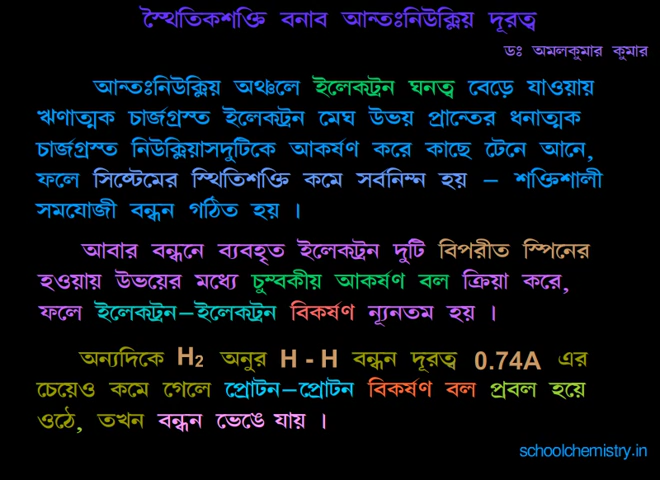 স্থৈতিকশক্তি বনাব আন্তঃনিউক্লিয় দূরত্ব
ডঃ অমলকুমার কুমার
আন্তঃনিউক্লিয় অঞ্চলে ইলেকট্রন ঘনত্ব বেড়ে যাওয়ায়
ঋণাত্মক চার্জগ্রস্ত ইলেকট্রন মেঘ উভয় প্রান্তের ধনাত্মক
চার্জগ্রস্ত নিউক্লিয়াসদুটিকে আকর্ষণ করে কাছে টেনে আনে,
ফলে সিষ্টেমের স্থিতিশক্তি কমে সর্বনিম্ন হয় – শক্তিশালী
সমযোজী বন্ধন গঠিত হয় ।
আবার বন্ধনে ব্যবহৃত ইলেকট্রন দুটি বিপরীত স্পিনের
হওয়ায় উভয়ের মধ্যে চুম্বকীয় আকর্ষণ বল ক্রিয়া করে,
ফলে ইলেকট্রন–ইলেকট্রন বিকর্ষণ ন্যূনতম হয় ।
অন্যদিকে H₂ অনুর H - H বন্ধন দূরত্ব 0.74A এর
চেয়েও কমে গেলে প্রোটন–প্রোটন বিকর্ষণ বল প্রবল হয়ে
ওঠে, তখন বন্ধন ভেঙে যায় ।
schoolchemistry.in